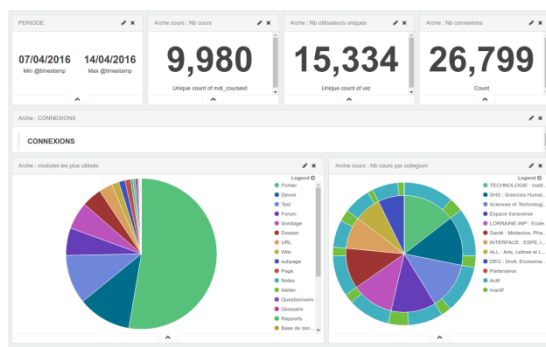 PERIODE
Arche cours : Nb cours
Arche : Nb utilisateurs uniques
Arche : Nb connexions
07/04/2016
14/04/2016
Min @timestamp
Max @timestamp
9,980
Unique count of mdl_courseid
15,334
Unique count of uid
26,799
Count
Arche : CONNEXIONS
CONNEXIONS
Arche : modules les plus utilisés
Legend
Fichier
Devoir
Test
Forum
Sondage
Dossier
URL
Wiki
subpage
Page
Notes
Atelier
Questionnaire
Glossaire
Rapports
Base de don...
Arche cours : Nb cours par collegium
Legend
TECHNOLOGIE : Insti...
SHS : Sciences Humai...
Sciences et Technologi...
Espace transverse
LORRAINE-INP : Ecole...
Santé : Médecine, Pha...
INTERFACE : ESPE, I...
ALL : Arts, Lettres et L...
DEG : Droit, Economie...
Partenaires
Actif
Inactif